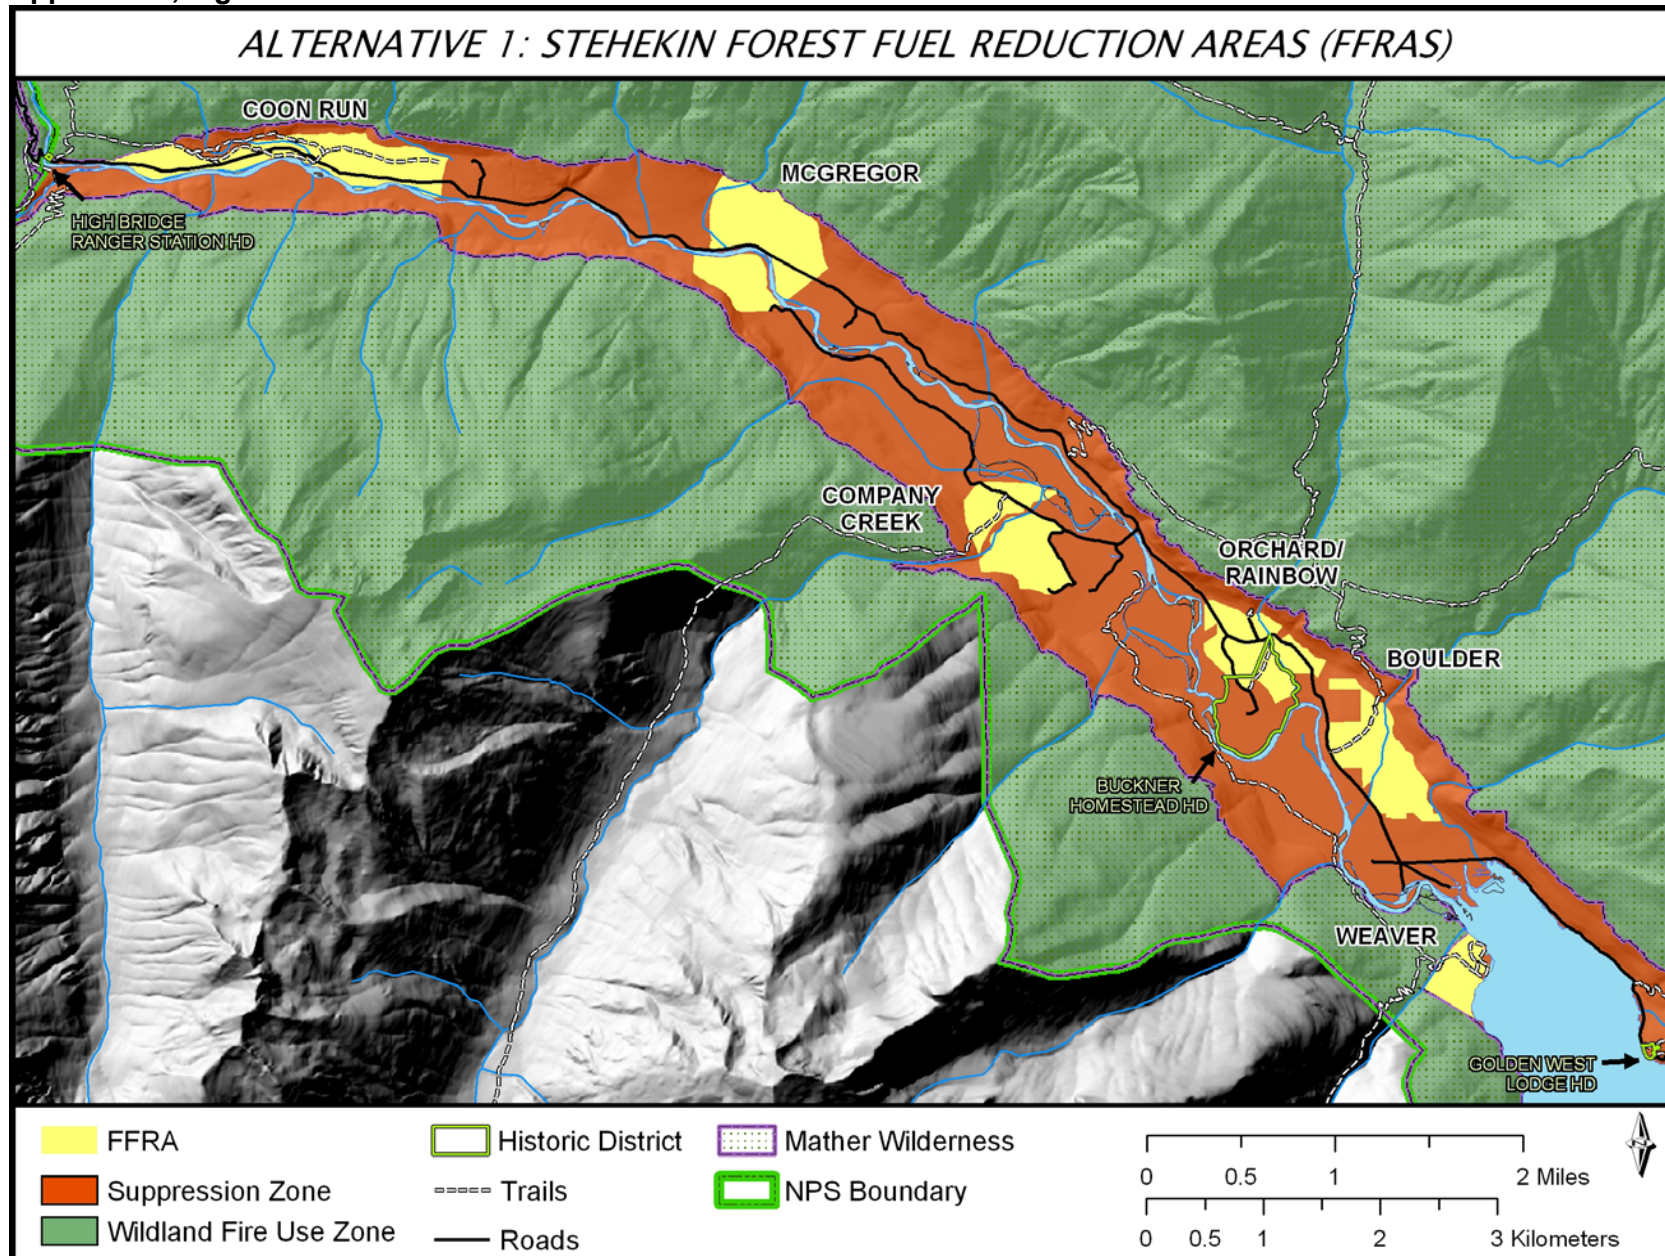 ALTERNATIVE 1: STEHEKIN FOREST FUEL REDUCTION AREAS (FFRAS)
COON RUN
MCGREGOR
HIGH BRIDGE
RANGER STATION HD
COMPANY
CREEK
ORCHARD/
RAINBOW
BOULDER
BUCKNER
HOMESTEAD HD
WEAVER
GOLDEN WEST
LODGE HD
FFRA
Historic District
Mather Wilderness
Suppression Zone
Trails
NPS Boundary
Wildland Fire Use Zone
Roads
0 0.5 1 2 Miles
0 0.5 1 2 3 Kilometers